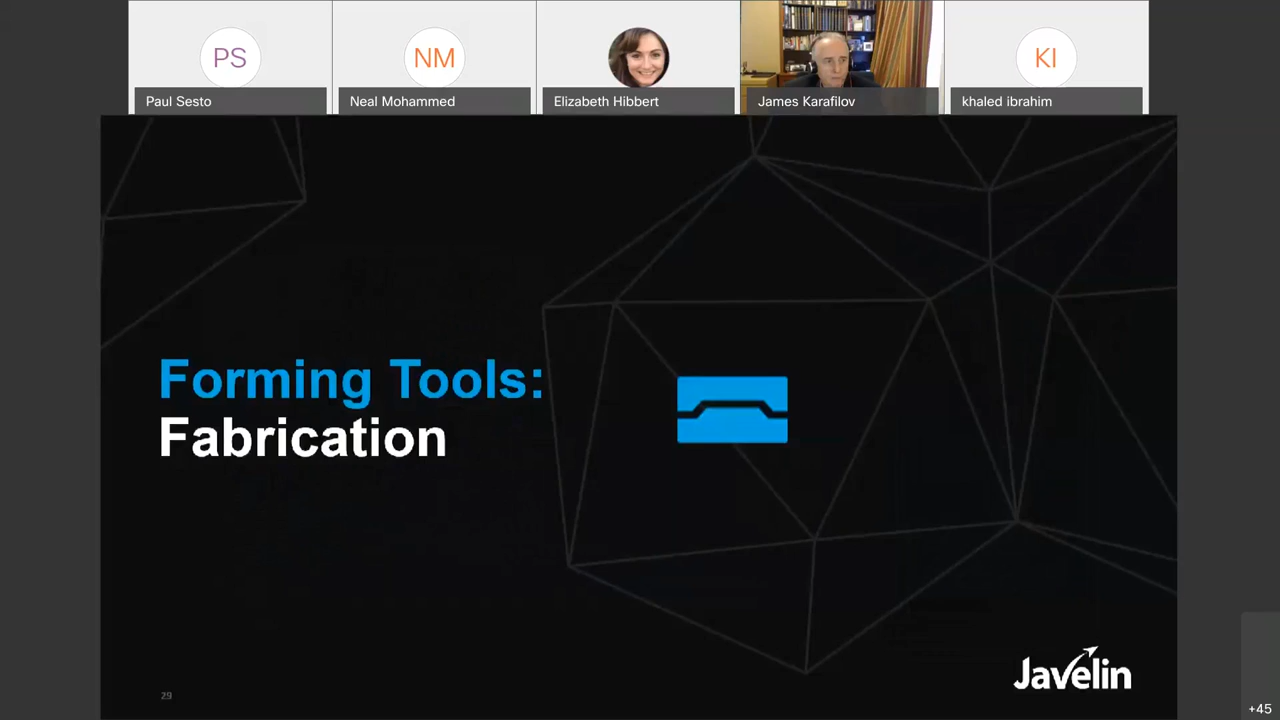 PS
NM
KI
Paul Sesto
Neal Mohammed
Elizabeth Hibbert
James Karafilov
khaled ibrahim
Forming Tools:
Fabrication
Javelin
29
+45